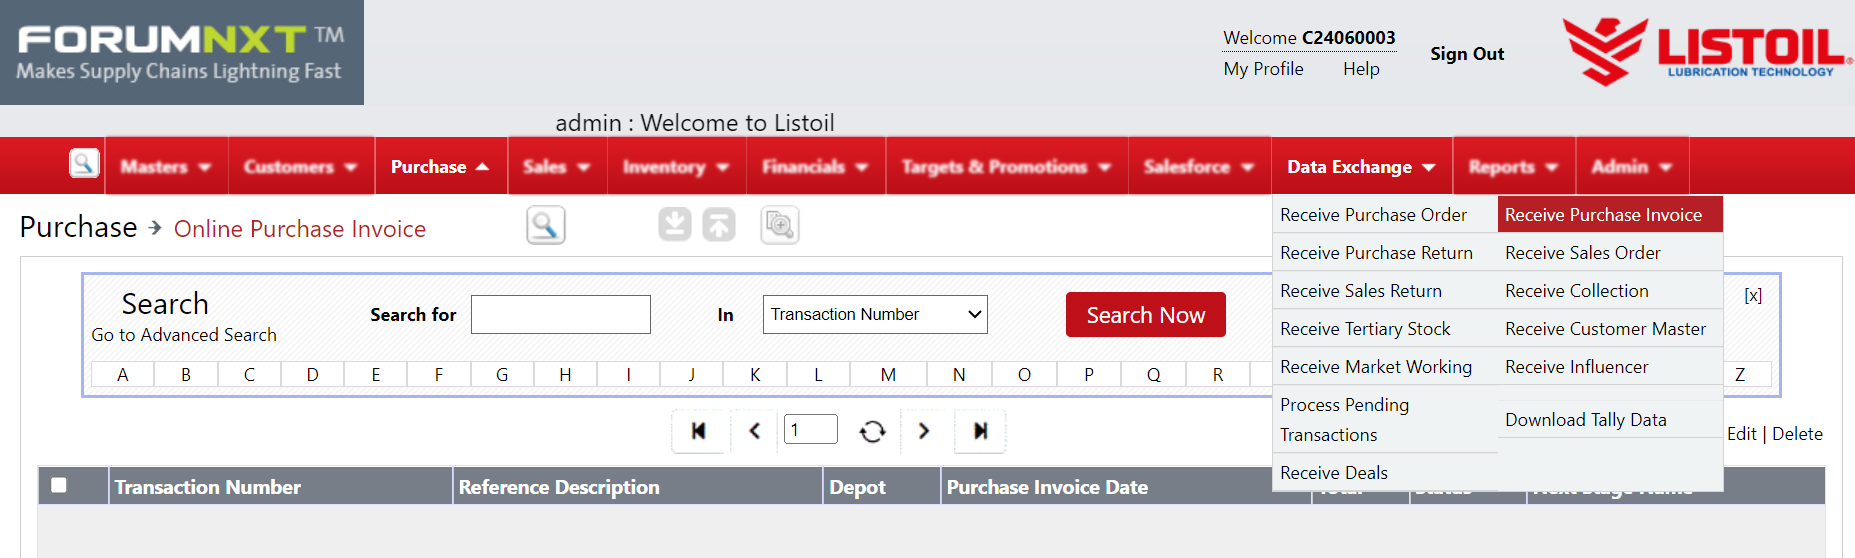 FORUMNXT TM
Makes Supply Chains Lightning Fast
Welcome C24060003
My Profile Help
Sign Out
LISTOIL®
LUBRICATION TECHNOLOGY
admin : Welcome to Listoil
Masters Customers Purchase Sales Inventory Financials Targets & Promotions Salesforce Data Exchange Reports Admin
Purchase Online Purchase Invoice
Receive Purchase Order Receive Purchase Invoice
Receive Purchase Return Receive Sales Order
Receive Sales Return Receive Collection
Receive Tertiary Stock Receive Customer Master
Receive Market Working Receive Influencer
Process Pending
Transactions
Download Tally Data
Receive Deals
Search
Go to Advanced Search
Search for In Transaction Number Search Now [x]
A B C D E F G H I J K L M N O P Q R Z
1
Edit | Delete
Transaction Number Reference Description Depot Purchase Invoice Date Total Status Next Stage Name